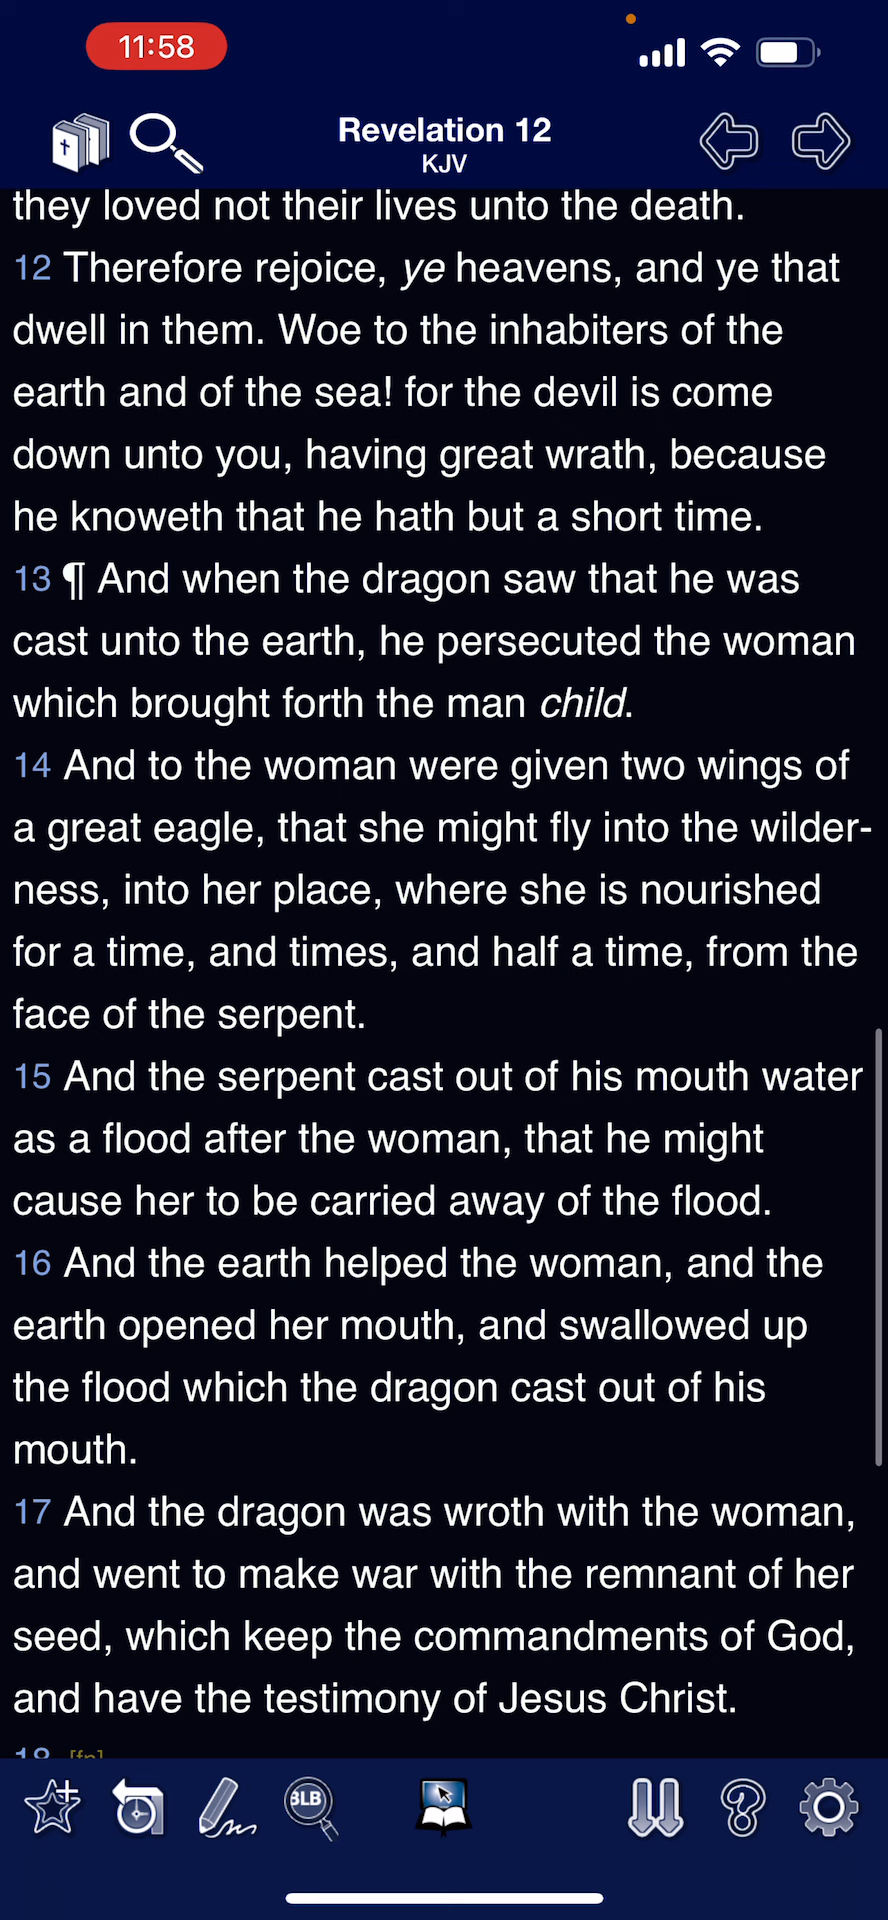 11:58
Revelation 12
KJV
they loved not their lives unto the death.
12 Therefore rejoice, ye heavens, and ye that
dwell in them. Woe to the inhabiters of the
earth and of the sea! for the devil is come
down unto you, having great wrath, because
he knoweth that he hath but a short time.
13 ¶ And when the dragon saw that he was
cast unto the earth, he persecuted the woman
which brought forth the man child.
14 And to the woman were given two wings of
a great eagle, that she might fly into the wilder-
ness, into her place, where she is nourished
for a time, and times, and half a time, from the
face of the serpent.
15 And the serpent cast out of his mouth water
as a flood after the woman, that he might
cause her to be carried away of the flood.
16 And the earth helped the woman, and the
earth opened her mouth, and swallowed up
the flood which the dragon cast out of his
mouth.
17 And the dragon was wroth with the woman,
and went to make war with the remnant of her
seed, which keep the commandments of God,
and have the testimony of Jesus Christ.
18 [fn]
BLB